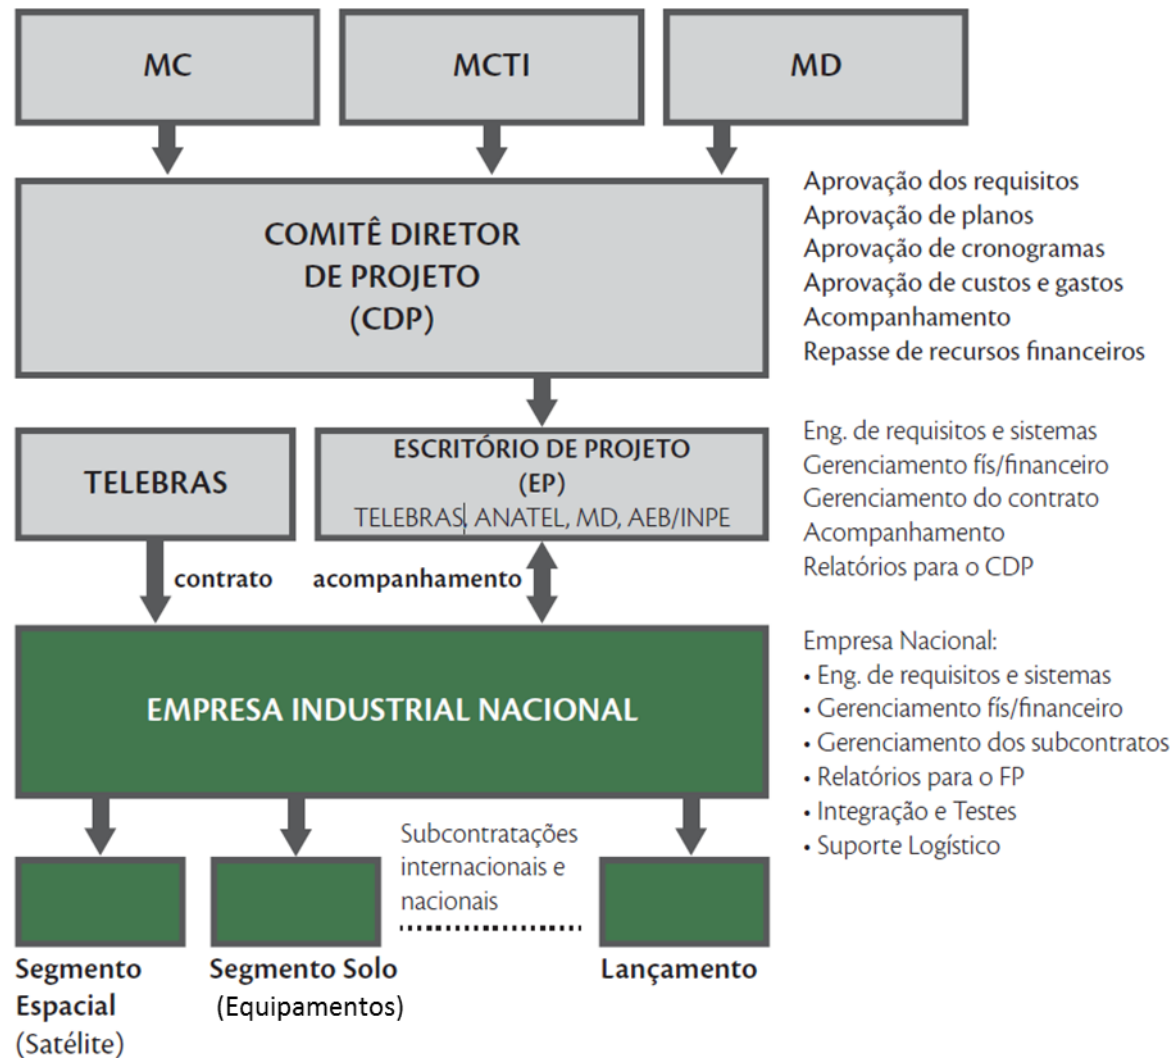 MC
MCTI
MD
COMITÊ DIRETOR
DE PROJETO
(CDP)
Aprovação dos requisitos
Aprovação de planos
Aprovação de cronogramas
Aprovação de custos e gastos
Acompanhamento
Repasse de recursos financeiros
TELEBRAS
ESCRITÓRIO DE PROJETO
(EP)
TELEBRAS, ANATEL, MD, AEB/INPE
Eng. de requisitos e sistemas
Gerenciamento fís/financeiro
Gerenciamento do contrato
Acompanhamento
Relatórios para o CDP
contrato
acompanhamento
EMPRESA INDUSTRIAL NACIONAL
Empresa Nacional:
• Eng. de requisitos e sistemas
• Gerenciamento fís/financeiro
• Gerenciamento dos subcontratos
• Relatórios para o FP
• Integração e Testes
• Suporte Logístico
Subcontratações
internacionais e
nacionais
Segmento
Espacial
(Satélite)
Segmento Solo
(Equipamentos)
Lançamento